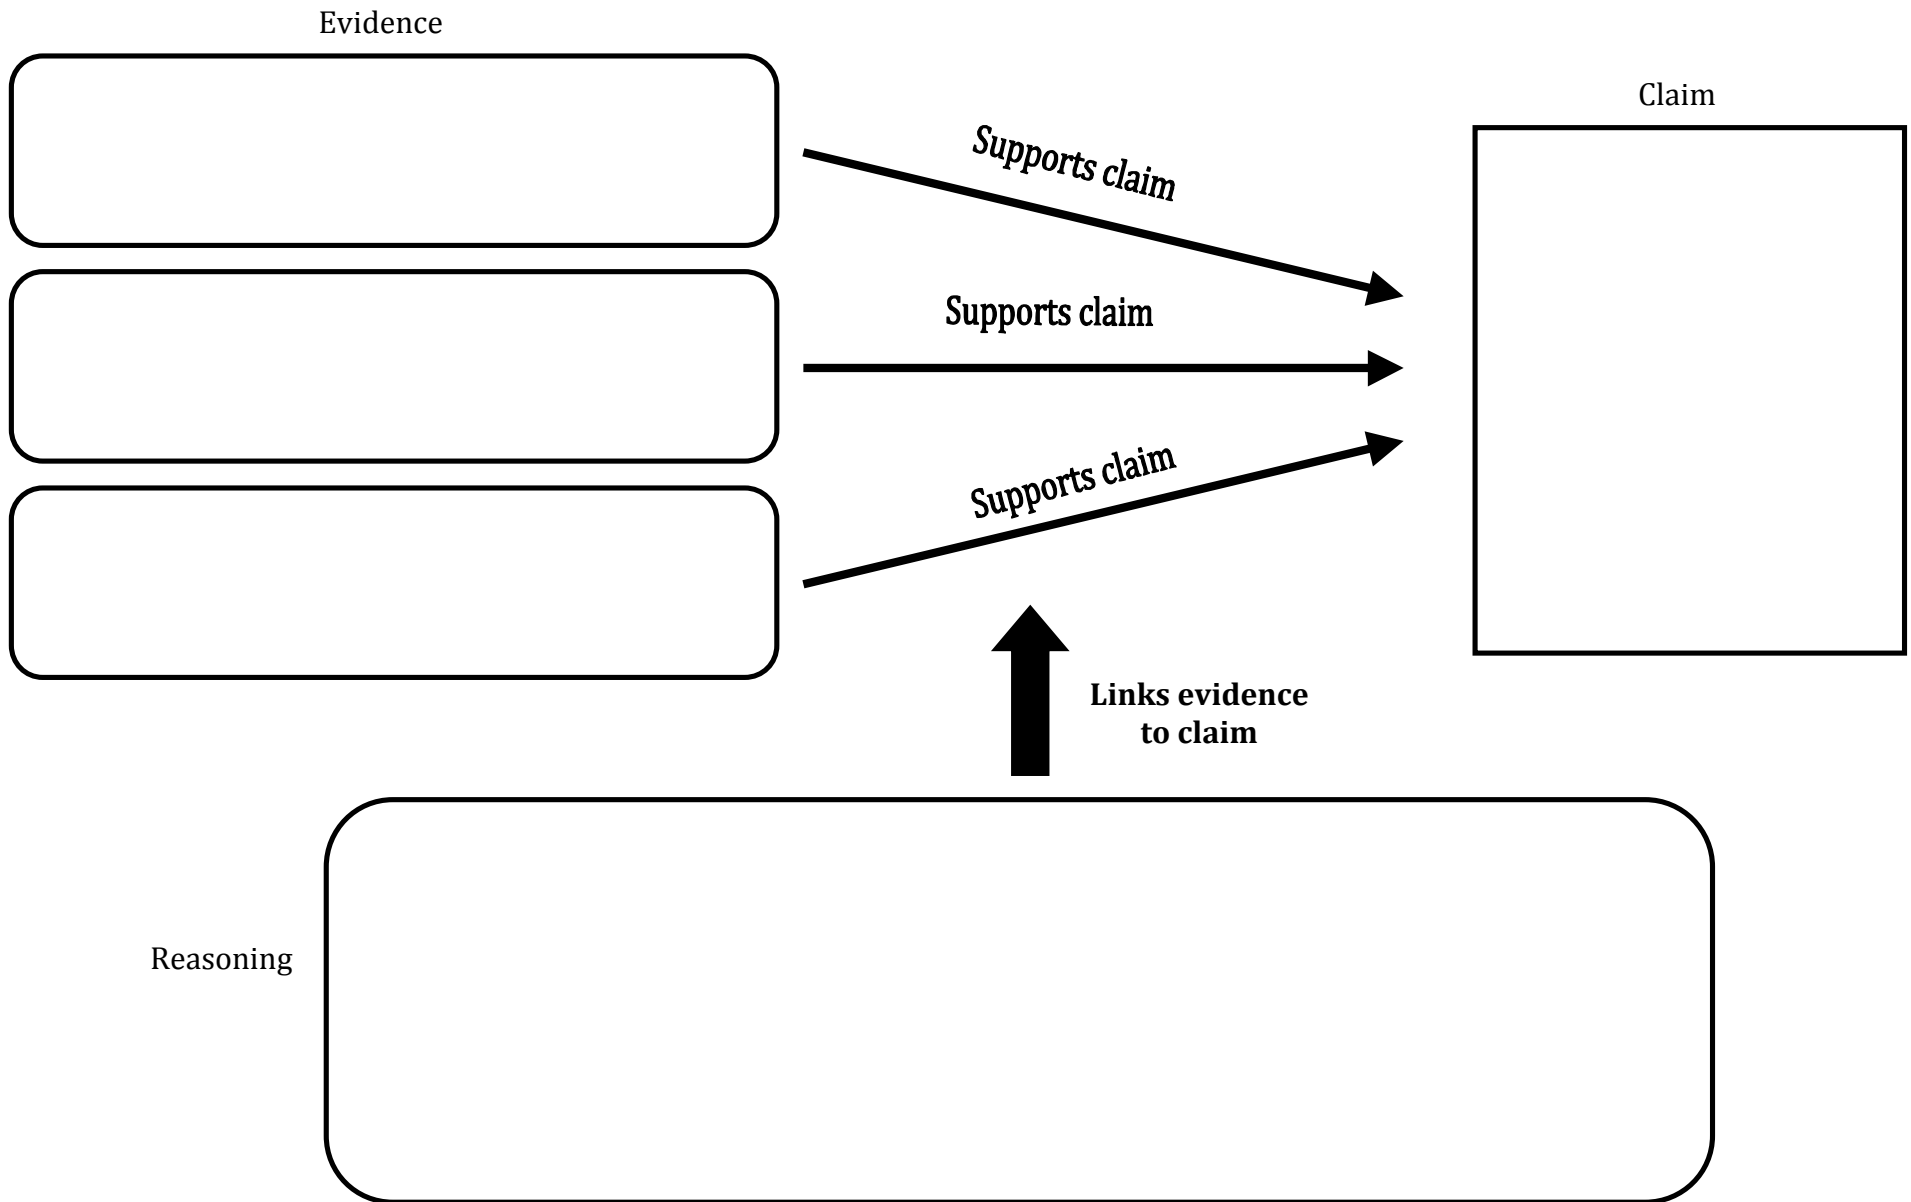 Evidence
Claim
Supports claim
Supports claim
Supports claim
Links evidence
to claim
Reasoning